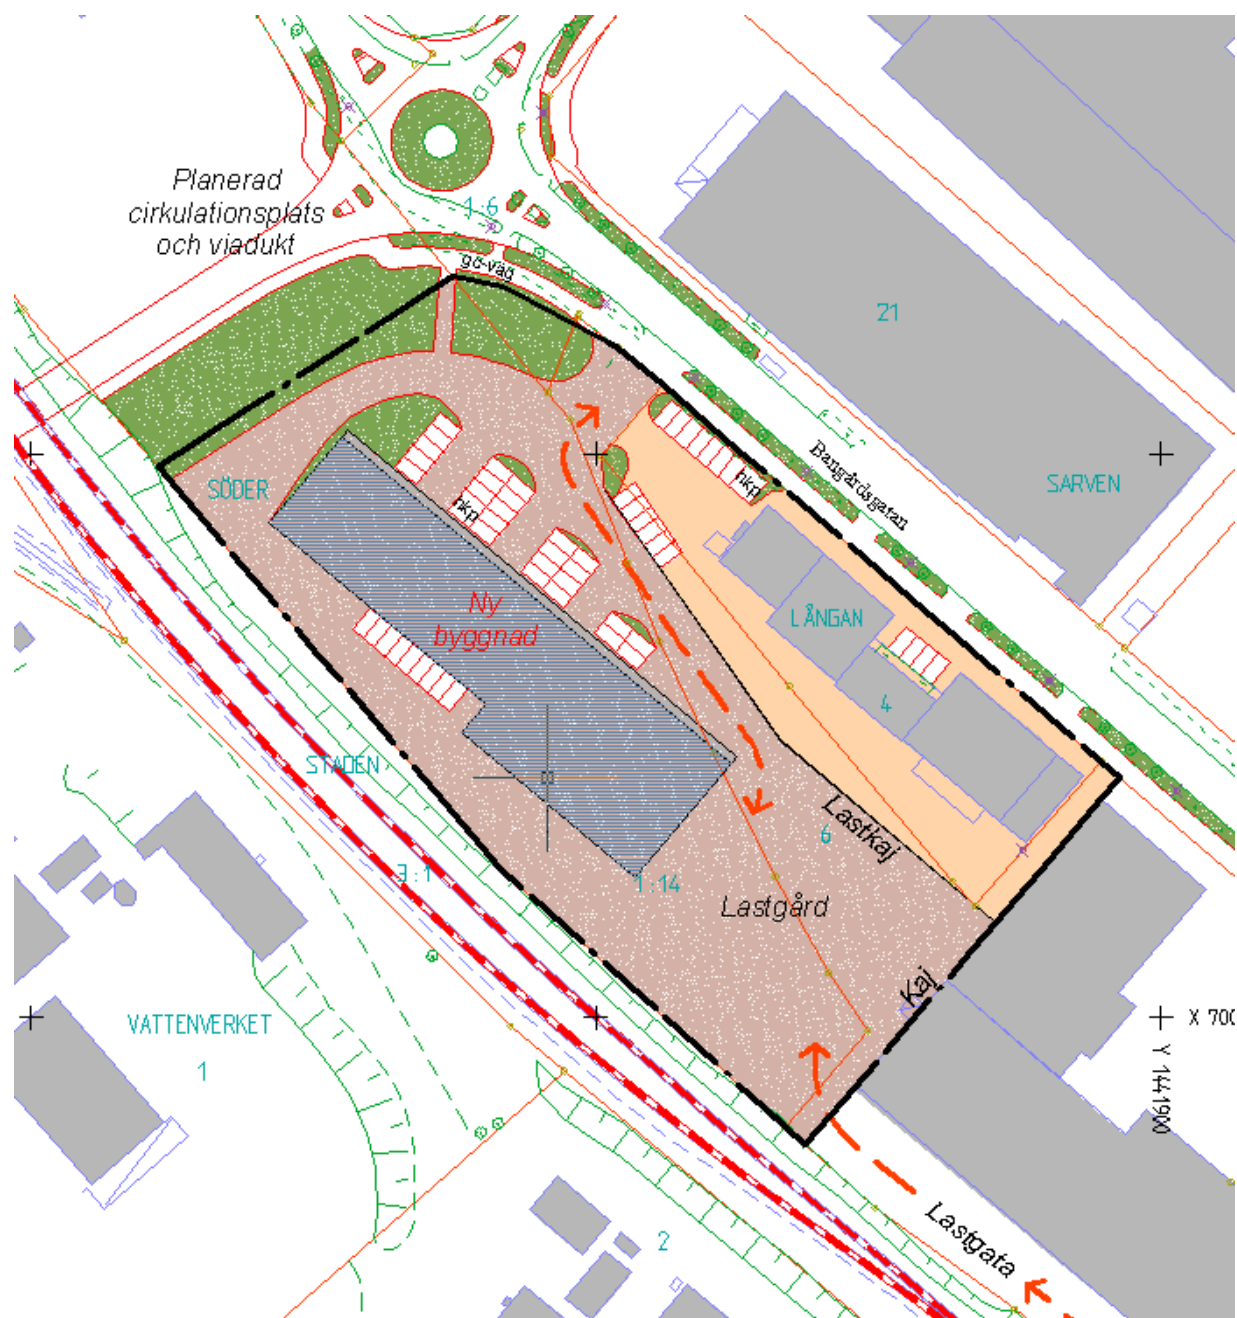 Planerad
cirkulationsplats
och viadukt
1:6
gc-väg
21
SÖDER
hkp
hkp
Bangårdsgatan
SARVEN
Ny
byggnad
LÅNGAN
4
STADEN
Lastkaj
6
3:1
1:14
Lastgård
Kaj
VATTENVERKET
1
X 700
Y 1441900
Lastgata
2